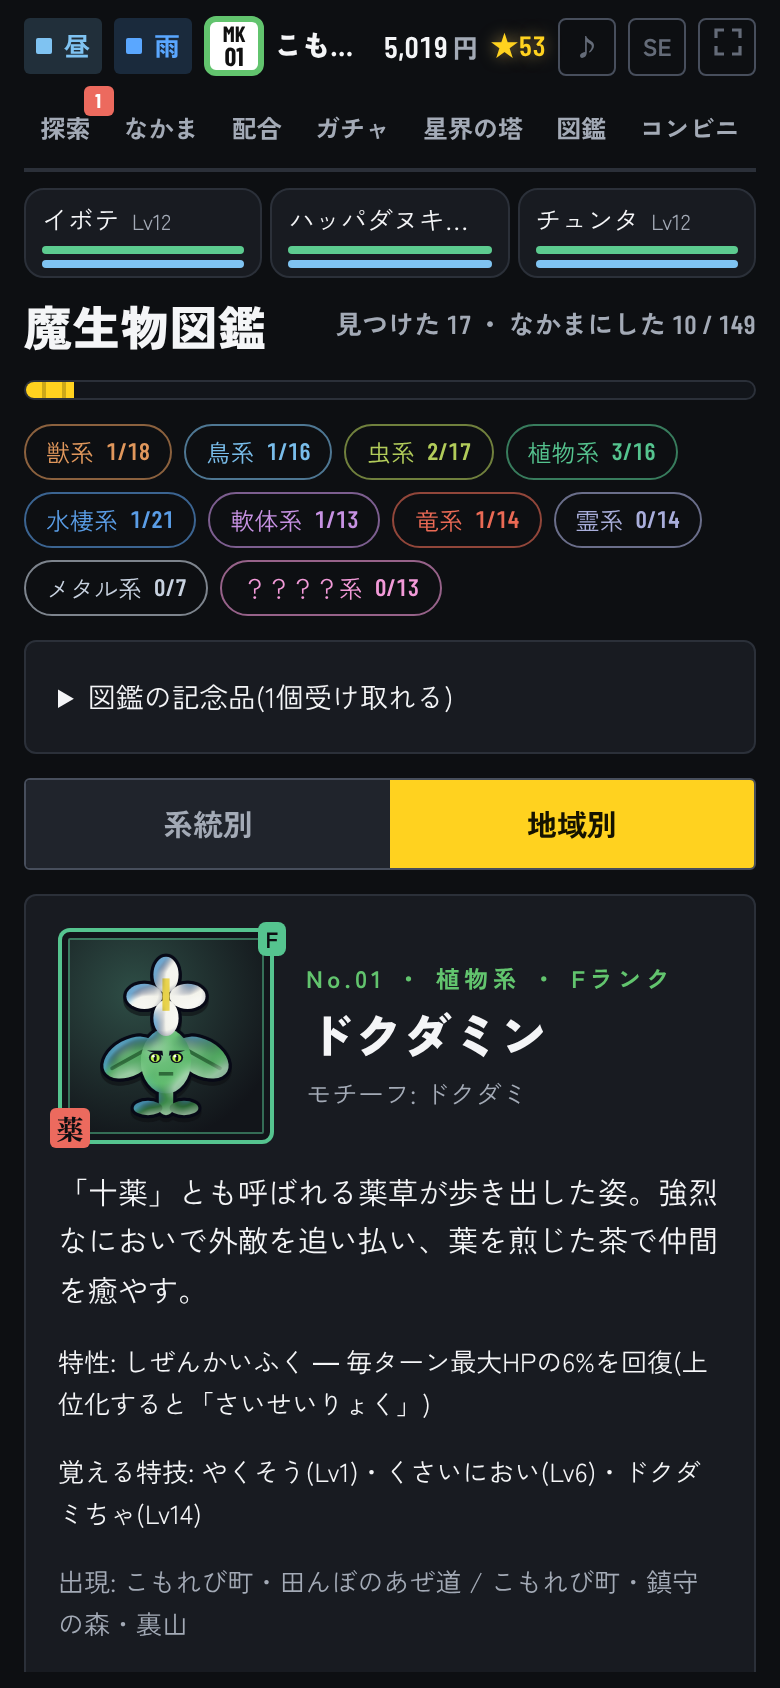 昼 雨 MK 01 こも… 5,019 円 ★53 ♪ SE
1
探索 なかま 配合 ガチャ 星界の塔 図鑑 コンビニ
イボテ Lv12 ハッパダヌキ… チュンタ Lv12
魔生物図鑑 見つけた 17 ・ なかまにした 10 / 149
獣系 1/18 鳥系 1/16 虫系 2/17 植物系 3/16
水棲系 1/21 軟体系 1/13 竜系 1/14 霊系 0/14
メタル系 0/7 ????系 0/13
▶ 図鑑の記念品(1個受け取れる)
系統別 地域別
F
No.01 ・ 植物系 ・ Fランク
ドクダミン
モチーフ: ドクダミ
薬
「十薬」とも呼ばれる薬草が歩き出した姿。強烈
なにおいで外敵を追い払い、葉を煎じた茶で仲間
を癒やす。
特性: しぜんかいふく — 毎ターン最大HPの6%を回復(上
位化すると「さいせいりょく」)
覚える特技: やくそう(Lv1)・くさいにおい(Lv6)・ドクダ
ミちゃ(Lv14)
出現: こもれび町・田んぼのあぜ道 / こもれび町・鎮守
の森・裏山